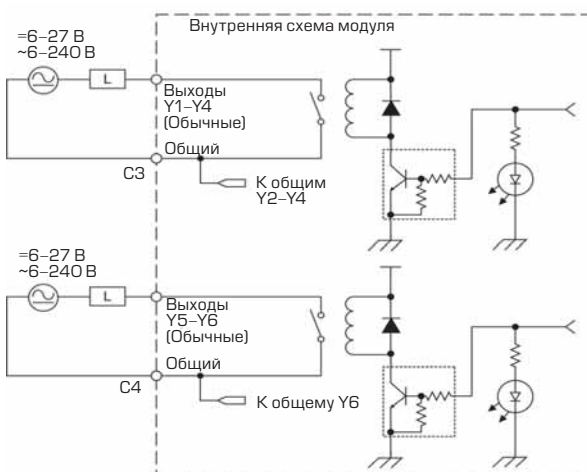 Внутренняя схема модуля
=6–27 В
~6–240 В
L
Выходы
Y1–Y4
(Обычные)
Общий
C3
К общим
Y2–Y4
=6–27 В
~6–240 В
L
Выходы
Y5–Y6
(Обычные)
Общий
C4
К общему Y6